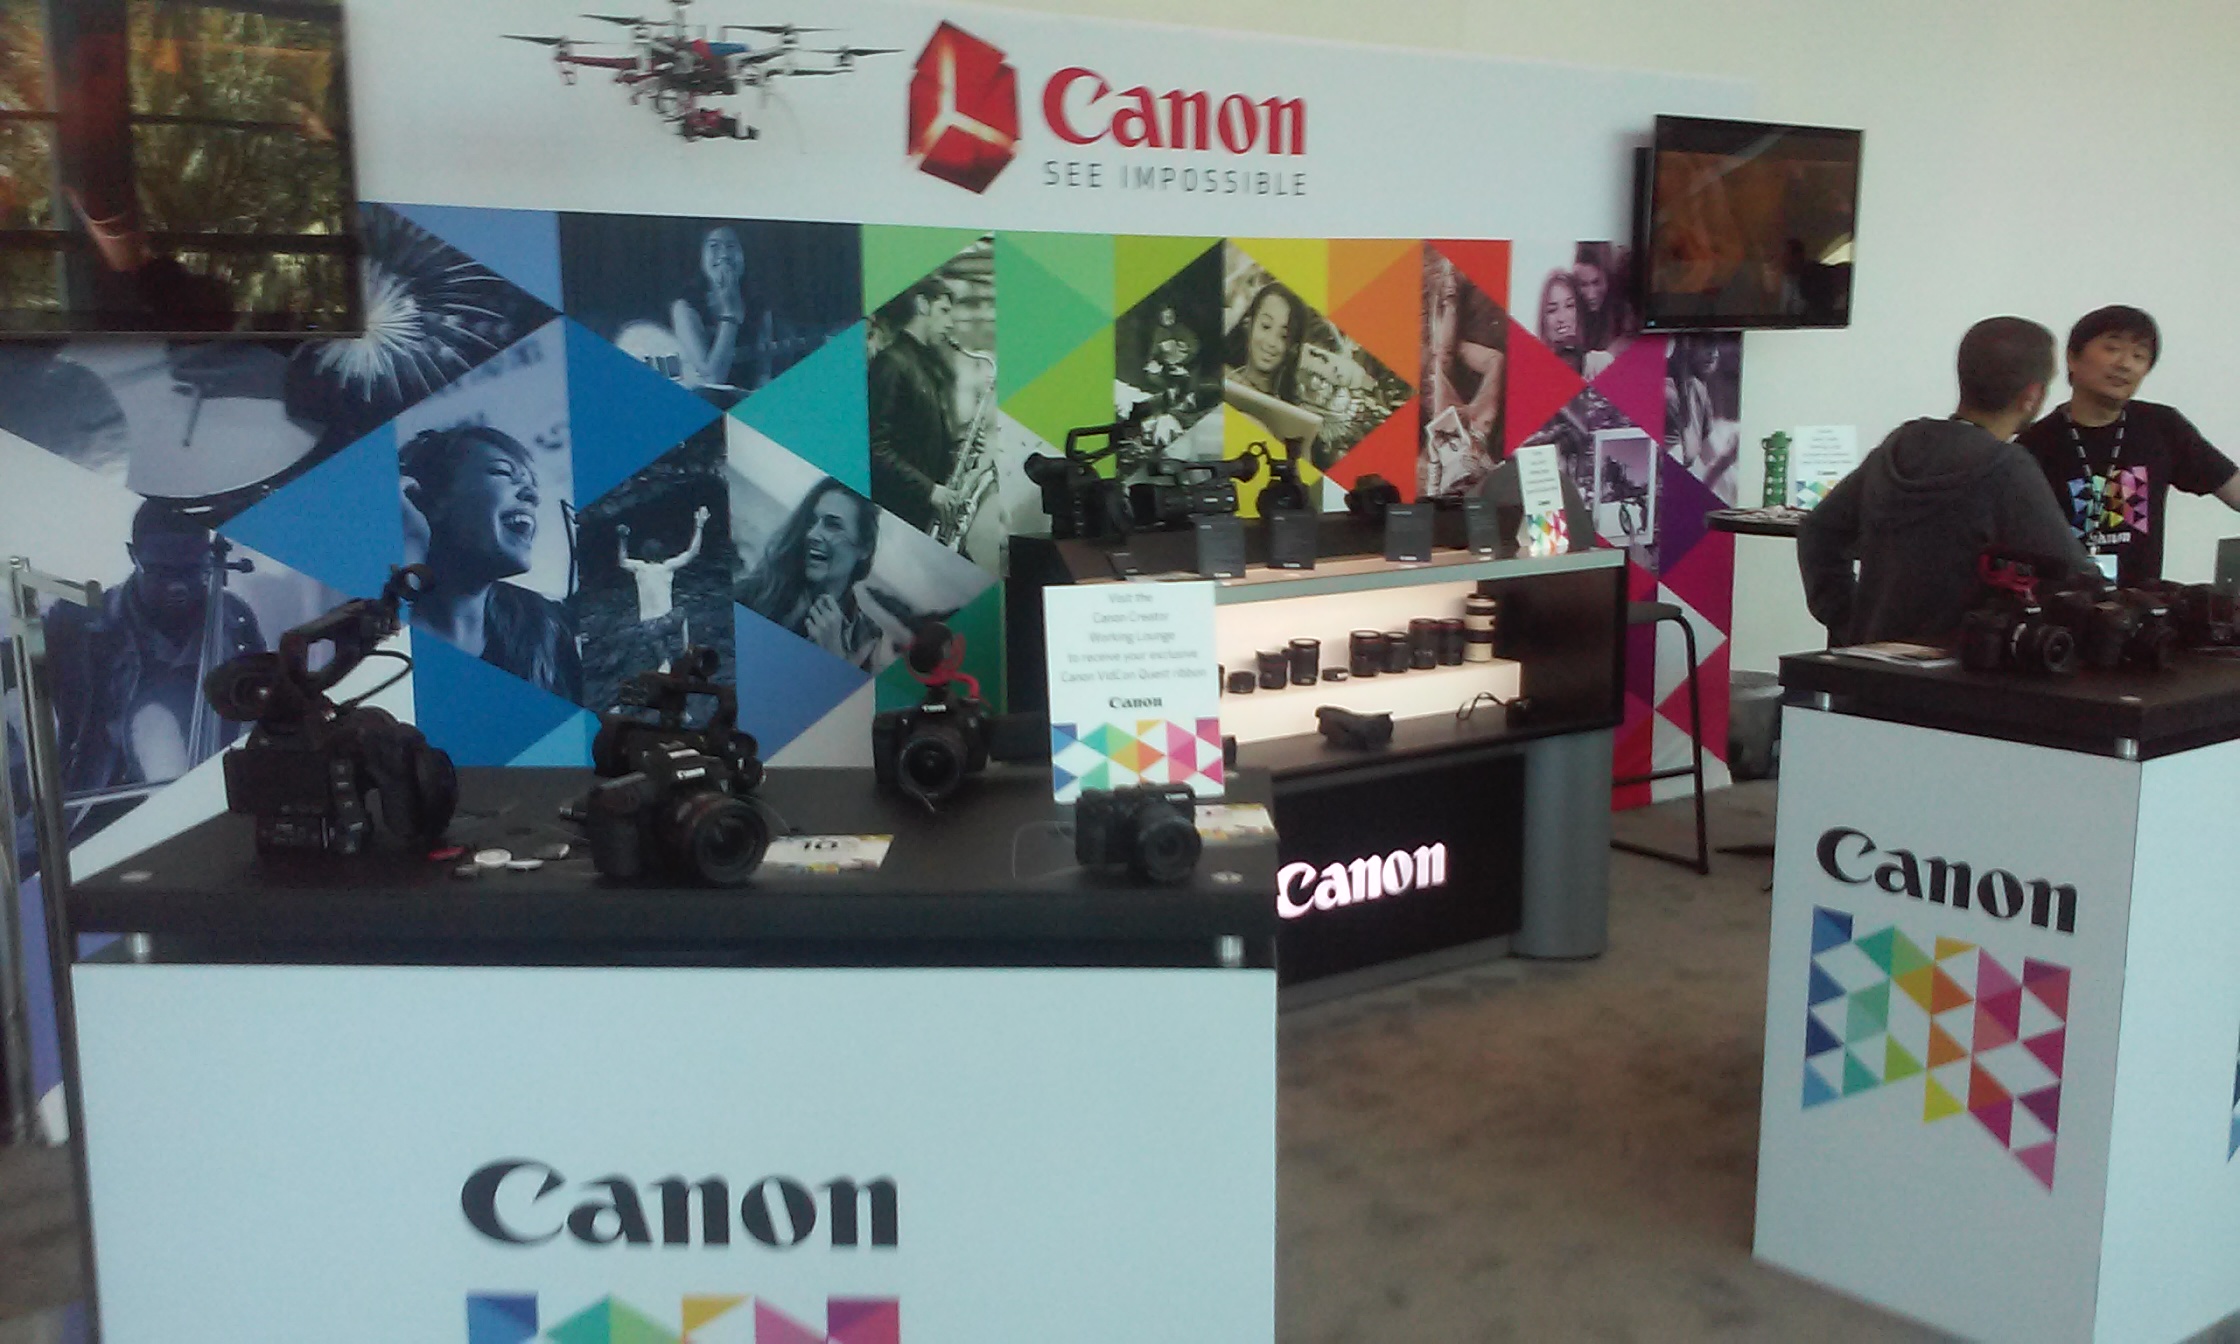 Canon
SEE IMPOSSIBLE
Visit the
Canon Creator
Working Lounge
to receive your exclusive
Canon VidCon Quest ribbon
Canon
Canon
Canon
Canon